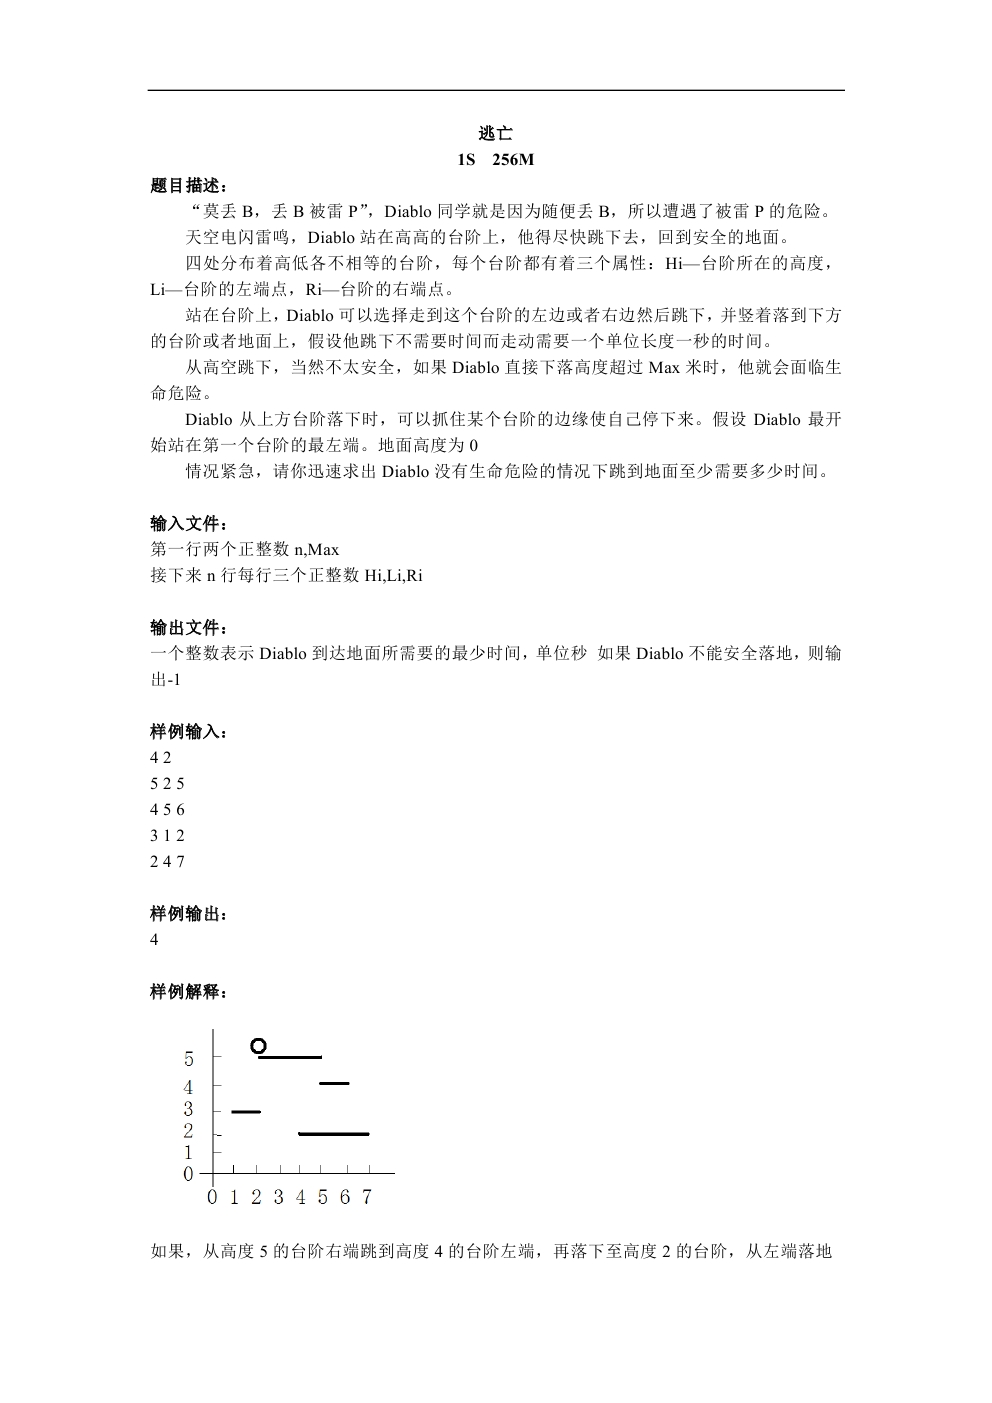 逃亡
1S 256M
题目描述：
“莫丢 B，丢 B 被雷 P”，Diablo 同学就是因为随便丢 B，所以遭遇了被雷 P 的危险。
天空电闪雷鸣，Diablo 站在高高的台阶上，他得尽快跳下去，回到安全的地面。
四处分布着高低各不相等的台阶，每个台阶都有着三个属性：Hi—台阶所在的高度，
Li—台阶的左端点，Ri—台阶的右端点。
站在台阶上，Diablo 可以选择走到这个台阶的左边或者右边然后跳下，并竖着落到下方
的台阶或者地面上，假设他跳下不需要时间而走动需要一个单位长度一秒的时间。
从高空跳下，当然不太安全，如果 Diablo 直接下落高度超过 Max 米时，他就会面临生
命危险。
Diablo 从上方台阶落下时，可以抓住某个台阶的边缘使自己停下来。假设 Diablo 最开
始站在第一个台阶的最左端。地面高度为 0
情况紧急，请你迅速求出 Diablo 没有生命危险的情况下跳到地面至少需要多少时间。
输入文件：
第一行两个正整数 n,Max
接下来 n 行每行三个正整数 Hi,Li,Ri
输出文件：
一个整数表示 Diablo 到达地面所需要的最少时间，单位秒 如果 Diablo 不能安全落地，则输
出-1
样例输入：
4 2
5 2 5
4 5 6
3 1 2
2 4 7
样例输出：
4
样例解释：
5
4
3
2
1
0
0 1 2 3 4 5 6 7
如果，从高度 5 的台阶右端跳到高度 4 的台阶左端，再落下至高度 2 的台阶，从左端落地